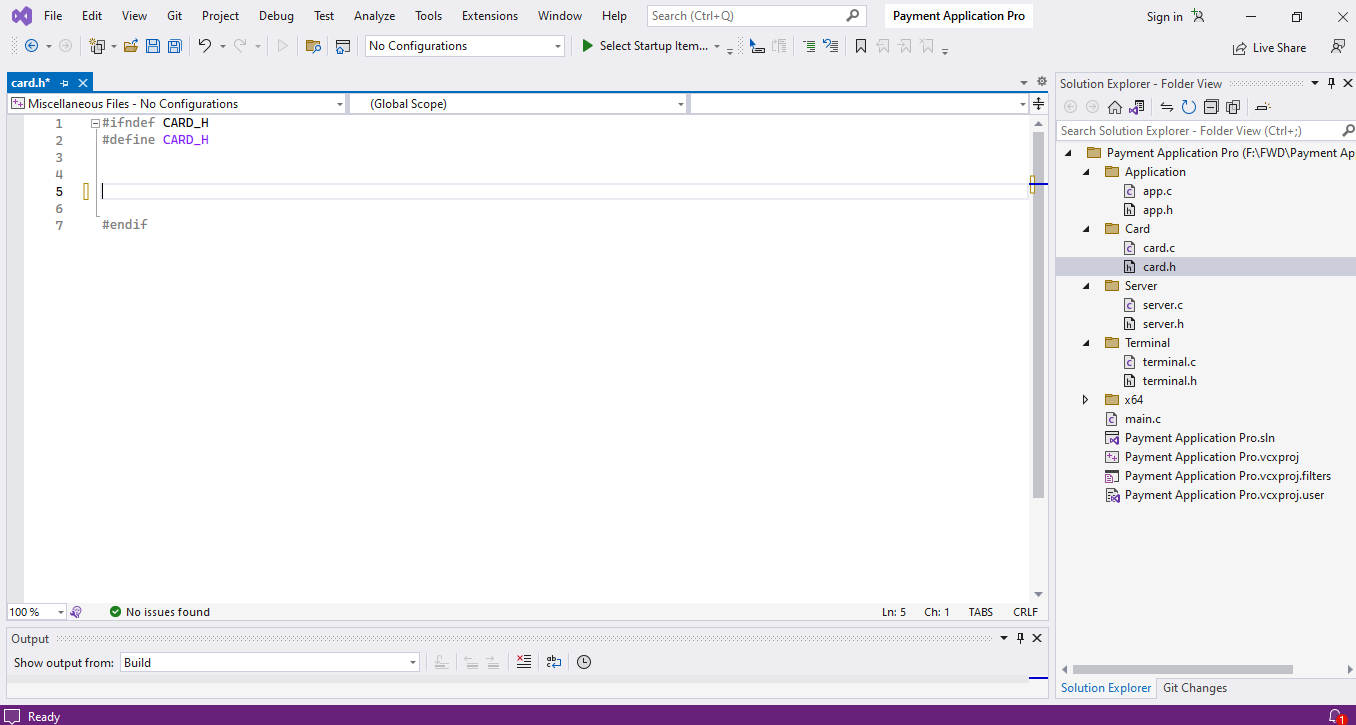 File Edit View Git Project Debug Test Analyze Tools Extensions Window Help Search (Ctrl+Q) Payment Application Pro Sign in
No Configurations Select Startup Item... Live Share
card.h*
Miscellaneous Files - No Configurations (Global Scope)
1 #ifndef CARD_H
2 #define CARD_H
3
4
5
6
7 #endif
100 % No issues found Ln: 5 Ch: 1 TABS CRLF
Output
Show output from: Build
Solution Explorer - Folder View
Search Solution Explorer - Folder View (Ctrl+;)
Payment Application Pro (F:\FWD\Payment Ap
Application
app.c
app.h
Card
card.c
card.h
Server
server.c
server.h
Terminal
terminal.c
terminal.h
x64
main.c
Payment Application Pro.sln
Payment Application Pro.vcxproj
Payment Application Pro.vcxproj.filters
Payment Application Pro.vcxproj.user
Solution Explorer Git Changes
Ready 1